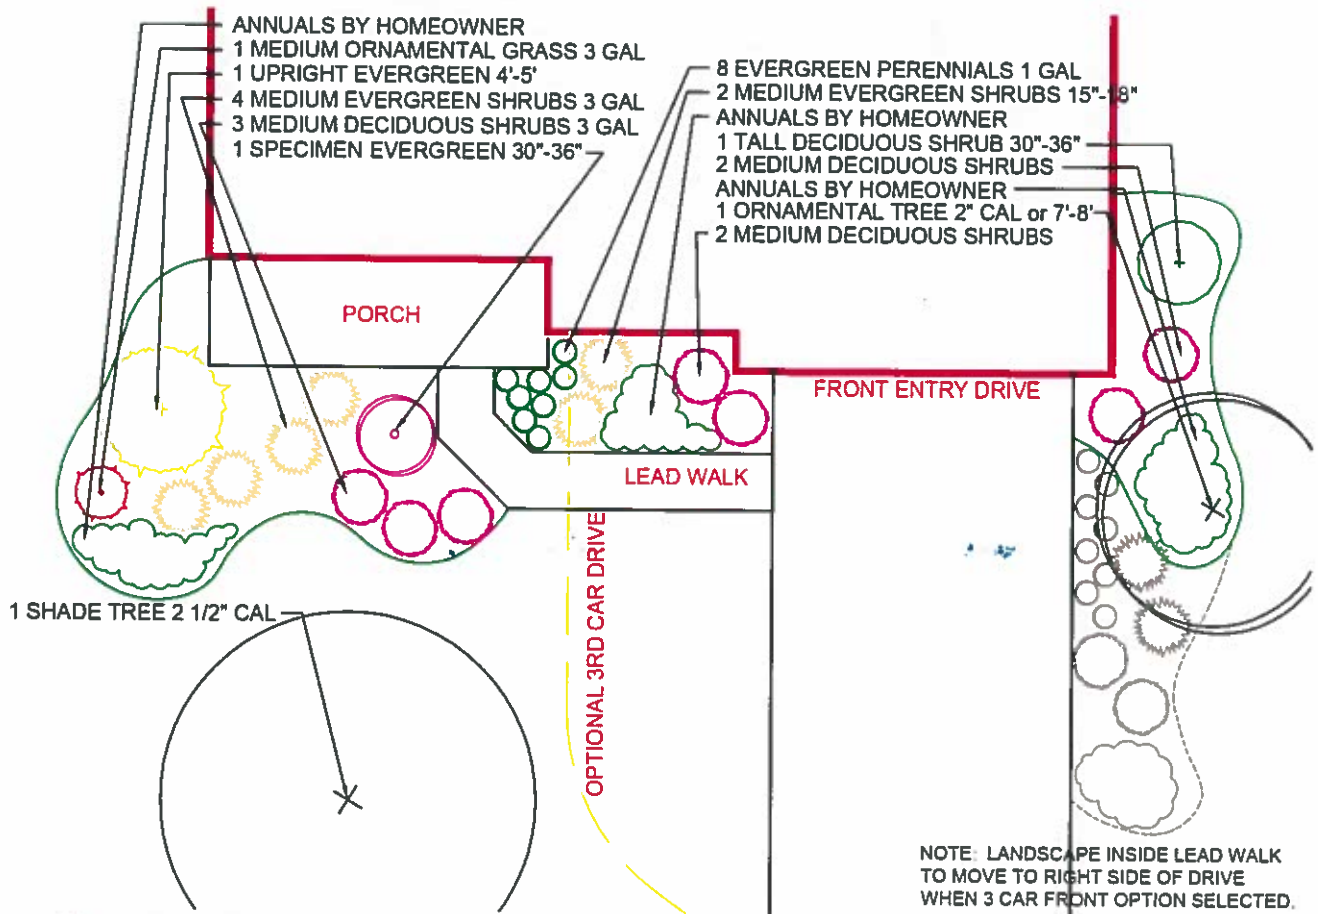 ANNUALS BY HOMEOWNER
1 MEDIUM ORNAMENTAL GRASS 3 GAL
1 UPRIGHT EVERGREEN 4'-5'
4 MEDIUM EVERGREEN SHRUBS 3 GAL
3 MEDIUM DECIDUOUS SHRUBS 3 GAL
1 SPECIMEN EVERGREEN 30"-36"
8 EVERGREEN PERENNIALS 1 GAL
2 MEDIUM EVERGREEN SHRUBS 15"-18"
ANNUALS BY HOMEOWNER
1 TALL DECIDUOUS SHRUB 30"-36"
2 MEDIUM DECIDUOUS SHRUBS
ANNUALS BY HOMEOWNER
1 ORNAMENTAL TREE 2" CAL or 7'-8'
2 MEDIUM DECIDUOUS SHRUBS
PORCH
FRONT ENTRY DRIVE
LEAD WALK
OPTIONAL 3RD CAR DRIVE
1 SHADE TREE 2 1/2" CAL
NOTE: LANDSCAPE INSIDE LEAD WALK
TO MOVE TO RIGHT SIDE OF DRIVE
WHEN 3 CAR FRONT OPTION SELECTED.